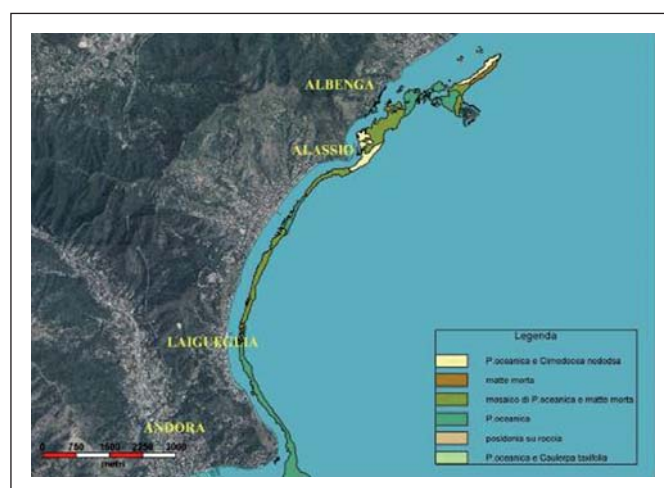 ALBENGA
ALASSIO
LAIGUEGLIA
ANDORA
0 750 1500 2250 3000
metri
Legenda
P.oceanica e Cimodocea nododsa
matte morta
mosaico di P.oceanica e matte morta
P.oceanica
posidonia su roccia
P.oceanica e Caulerpa taxifolia